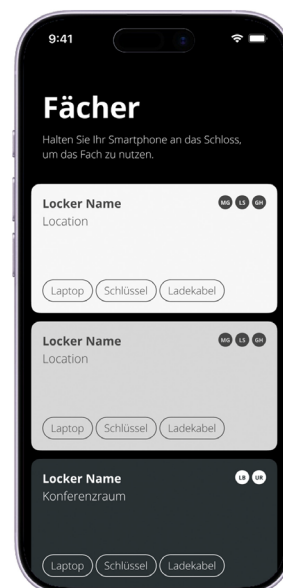 9:41
Fächer
Halten Sie Ihr Smartphone an das Schloss,
um das Fach zu nutzen.
Locker Name MG LS GH
Location
Laptop Schlüssel Ladekabel
Locker Name MG LS GH
Location
Laptop Schlüssel Ladekabel
Locker Name LB UR
Konferenzraum
Laptop Schlüssel Ladekabel